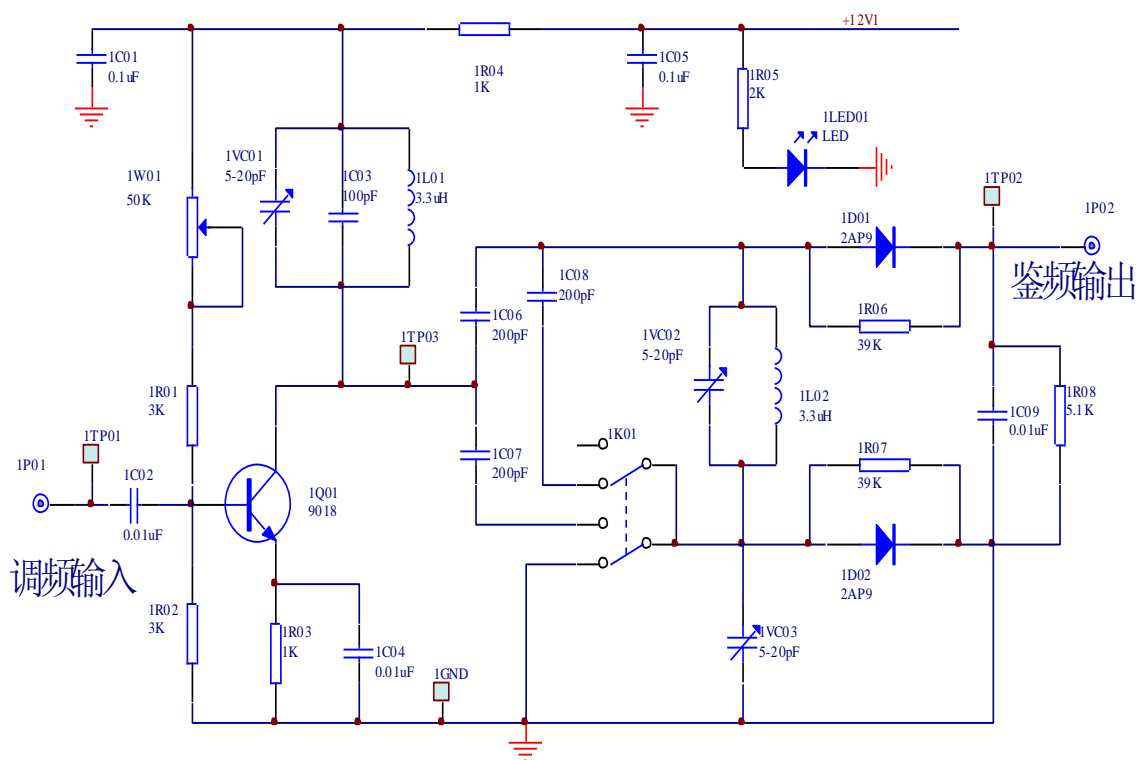 +12V1
1C01
0.1uF
1R04
1K
1C05
0.1uF
1R05
2K
1LED01
LED
1W01
50K
1VC01
5-20pF
1C03
100pF
1L01
3.3uH
1TP02
1P02
1D01
2AP9
鉴频输出
1C08
200pF
1C06
200pF
1R06
39K
1TP03
1VC02
5-20pF
1L02
3.3uH
1R01
3K
1R08
5.1K
1C09
0.01uF
1TP01
1P01
1C02
0.01uF
1C07
200pF
1K01
1R07
39K
1Q01
9018
调频输入
1D02
2AP9
1R02
3K
1R03
1K
1C04
0.01uF
1VC03
5-20pF
1GND